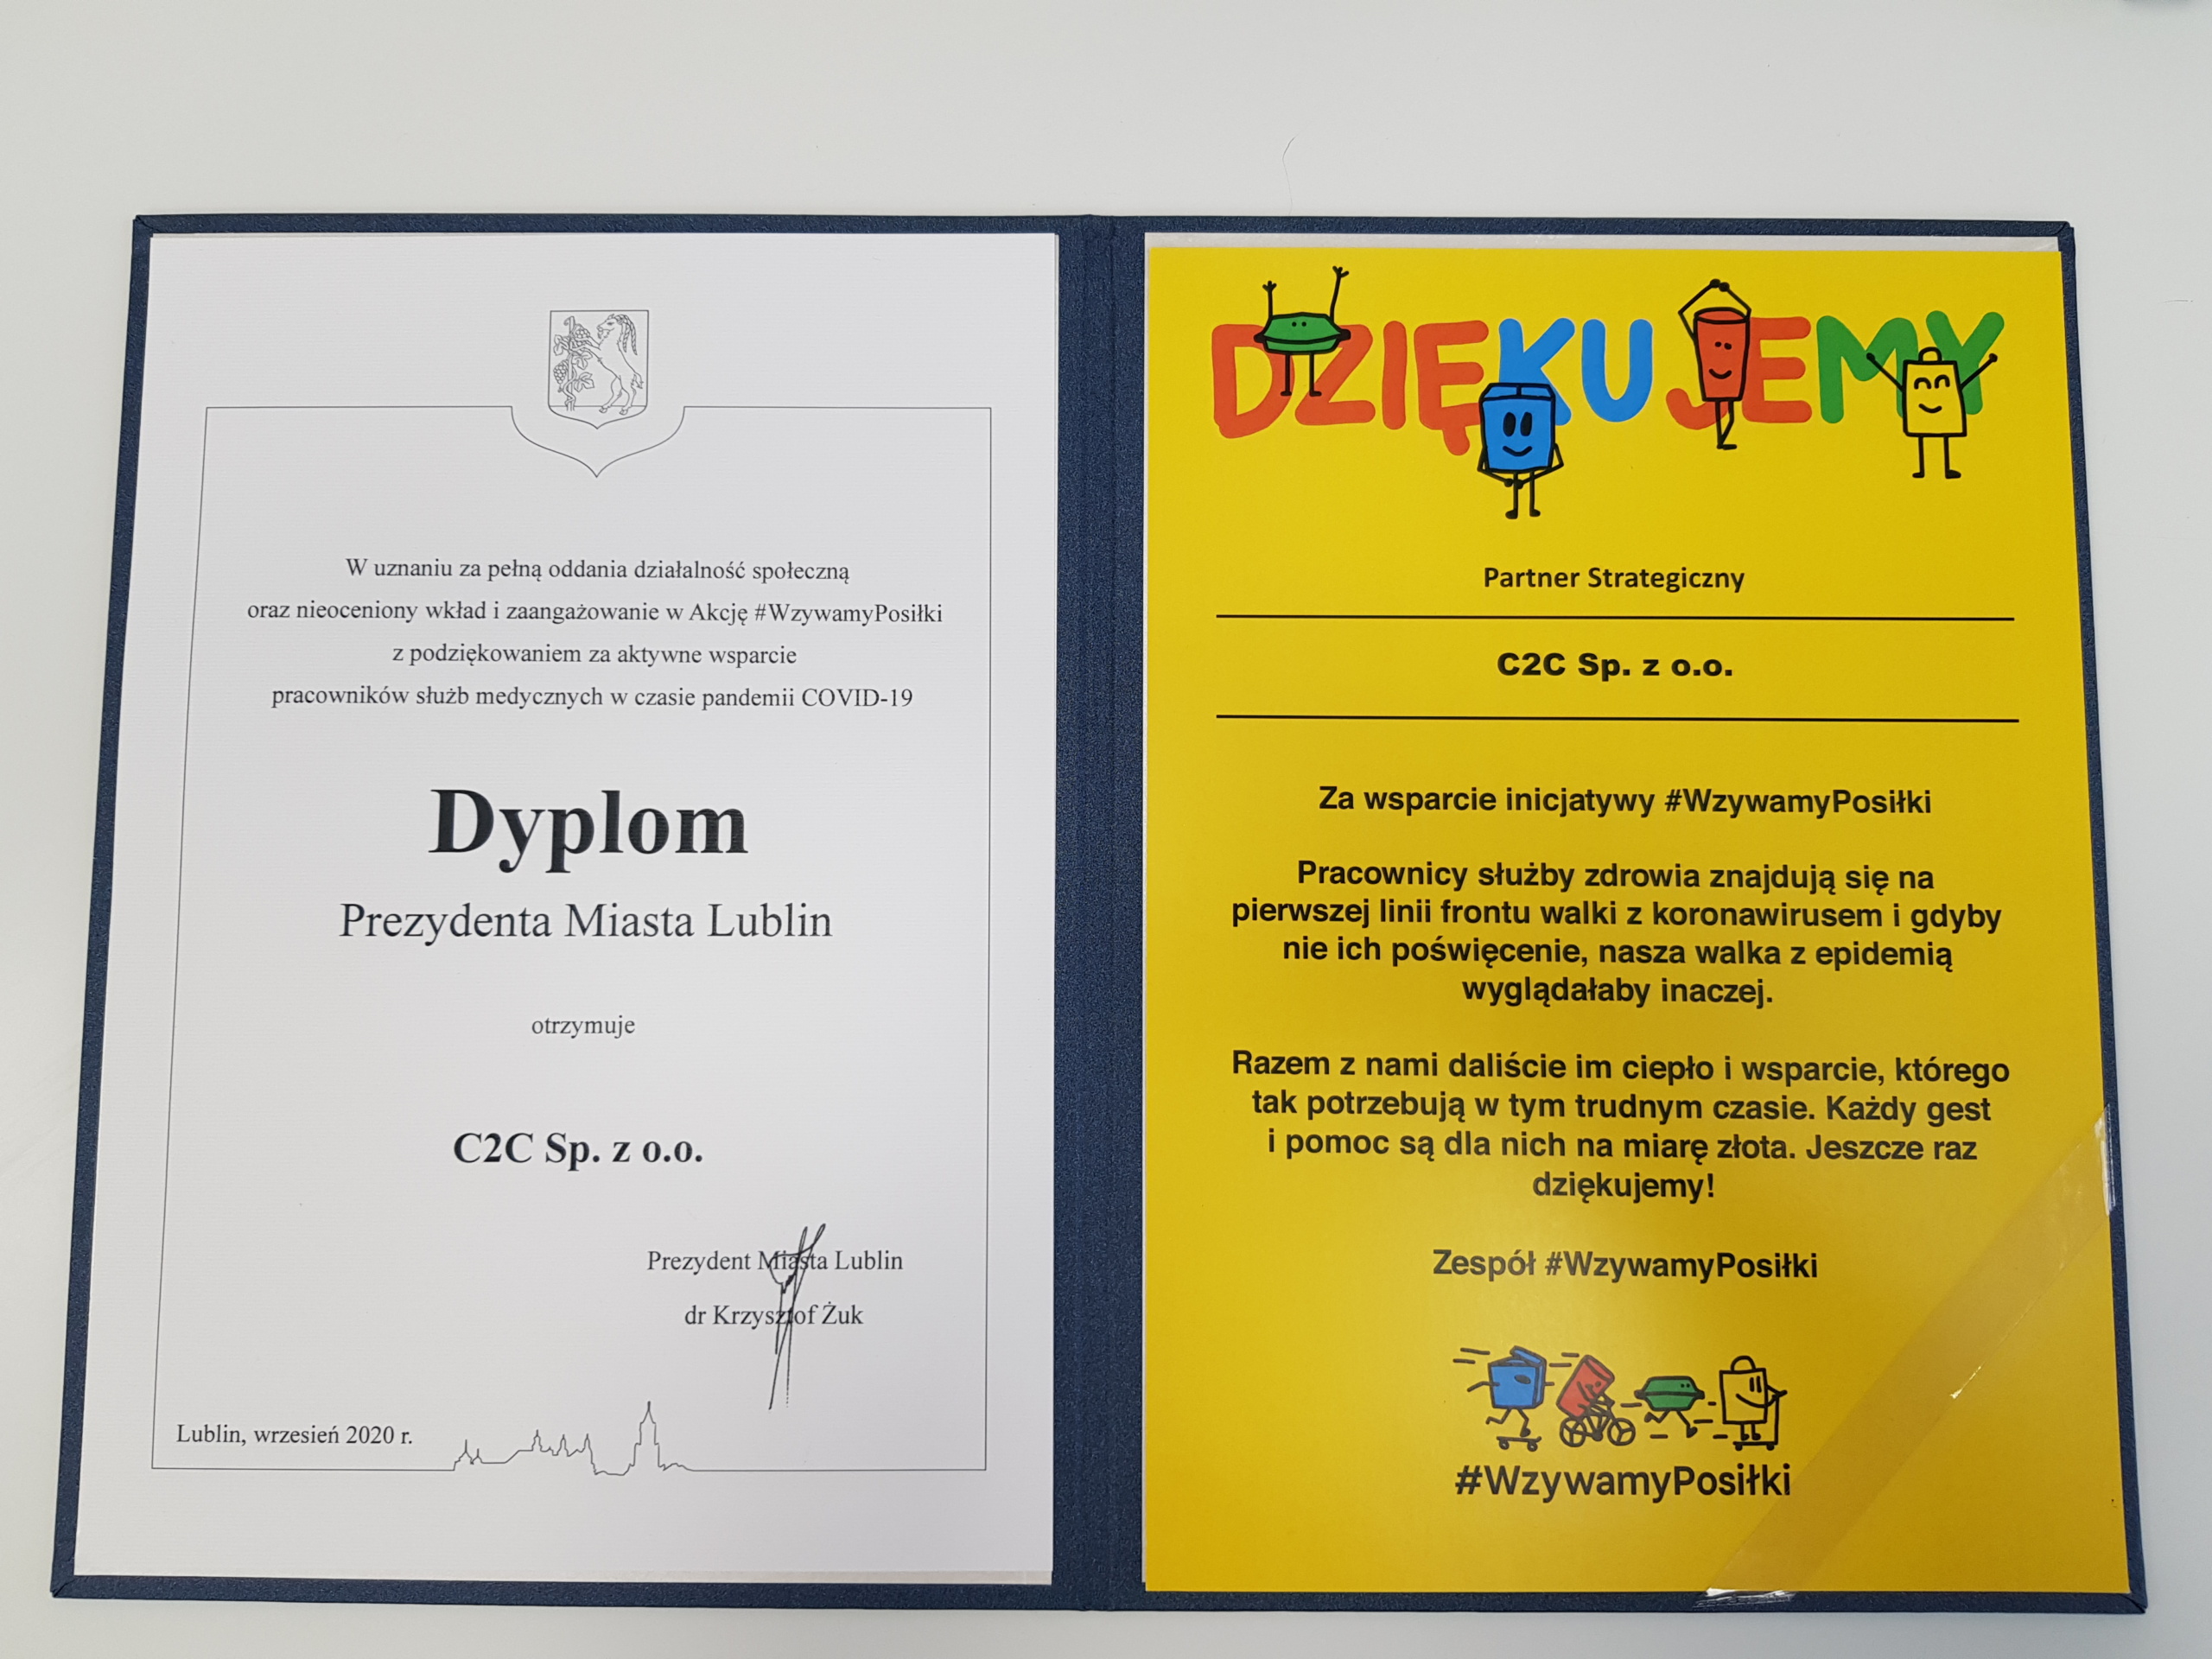 W uznaniu za pełną oddania działalność społeczną
oraz nieoceniony wkład i zaangażowanie w Akcję #WzywamyPosiłki
z podziękowaniem za aktywne wsparcie
pracowników służb medycznych w czasie pandemii COVID-19
Dyplom
Prezydenta Miasta Lublin
otrzymuje
C2C Sp. z o.o.
Prezydent Miasta Lublin
dr Krzysztof Żuk
Lublin, wrzesień 2020 r.
DZIĘKUJEMY
Partner Strategiczny
C2C Sp. z o.o.
Za wsparcie inicjatywy #WzywamyPosiłki
Pracownicy służby zdrowia znajdują się na
pierwszej linii frontu walki z koronawirusem i gdyby
nie ich poświęcenie, nasza walka z epidemią
wyglądałaby inaczej.
Razem z nami daliście im ciepło i wsparcie, którego
tak potrzebują w tym trudnym czasie. Każdy gest
i pomoc są dla nich na miarę złota. Jeszcze raz
dziękujemy!
Zespół #WzywamyPosiłki
#WzywamyPosiłki